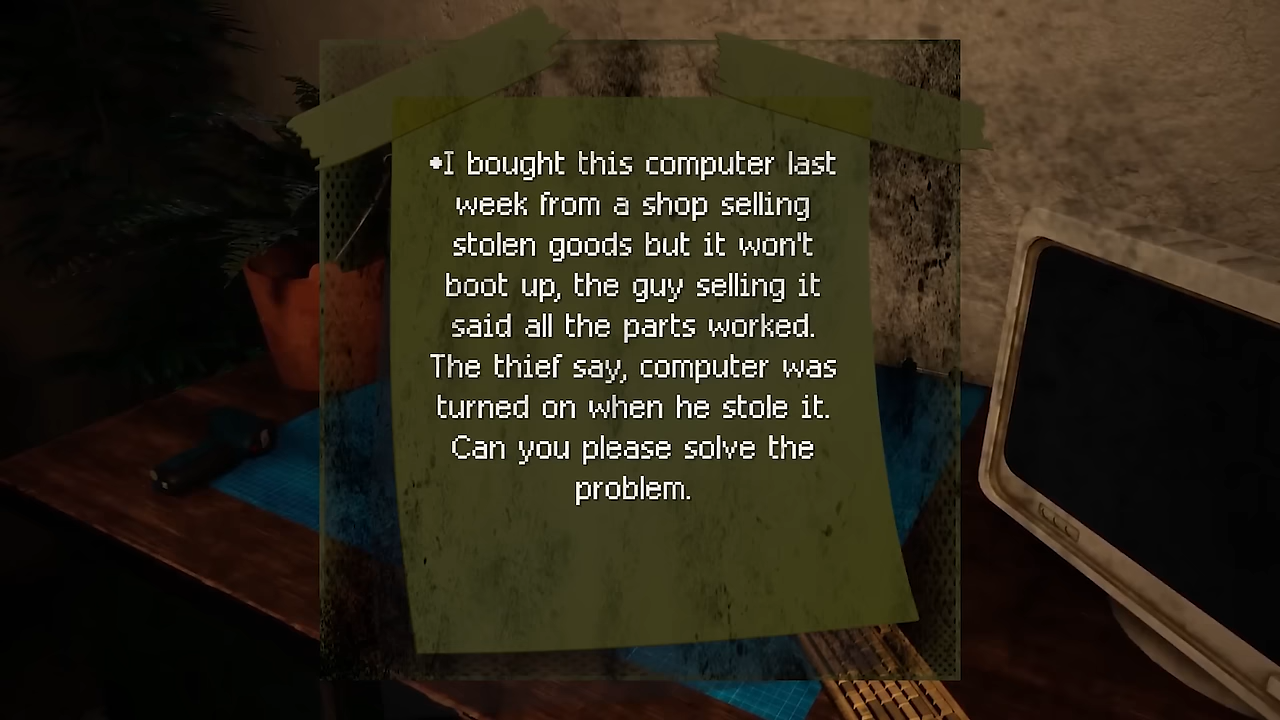 •I bought this computer last
week from a shop selling
stolen goods but it won't
boot up, the guy selling it
said all the parts worked.
The thief say, computer was
turned on when he stole it.
Can you please solve the
problem.